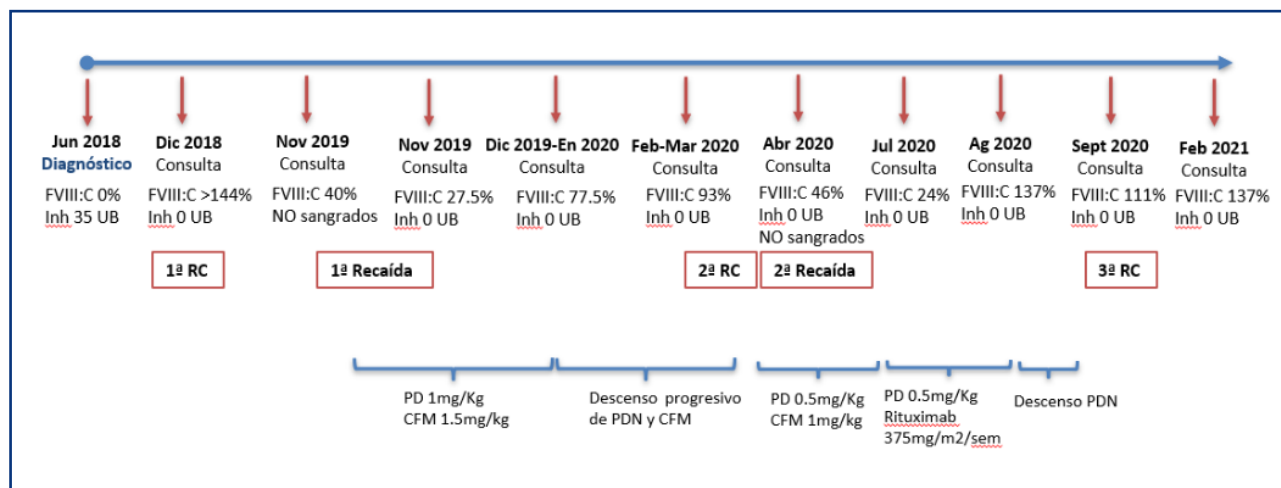 Jun 2018
Diagnóstico
FVIII:C 0%
Inh 35 UB
Dic 2018
Consulta
FVIII:C >144%
Inh 0 UB
1ª RC
Nov 2019
Consulta
FVIII:C 40%
NO sangrados
Nov 2019
Consulta
FVIII:C 27.5%
Inh 0 UB
1ª Recaída
Dic 2019-En 2020
Consulta
FVIII:C 77.5%
Inh 0 UB
Feb-Mar 2020
Consulta
FVIII:C 93%
Inh 0 UB
2ª RC
Abr 2020
Consulta
FVIII:C 46%
Inh 0 UB
NO sangrados
2ª Recaída
Jul 2020
Consulta
FVIII:C 24%
Inh 0 UB
Ag 2020
Consulta
FVIII:C 137%
Inh 0 UB
Sept 2020
Consulta
FVIII:C 111%
Inh 0 UB
3ª RC
Feb 2021
Consulta
FVIII:C 137%
Inh 0 UB
PD 1mg/Kg
CFM 1.5mg/kg
Descenso progresivo
de PDN y CFM
PD 0.5mg/Kg
CFM 1mg/kg
PD 0.5mg/Kg
Rituximab
375mg/m2/sem
Descenso PDN